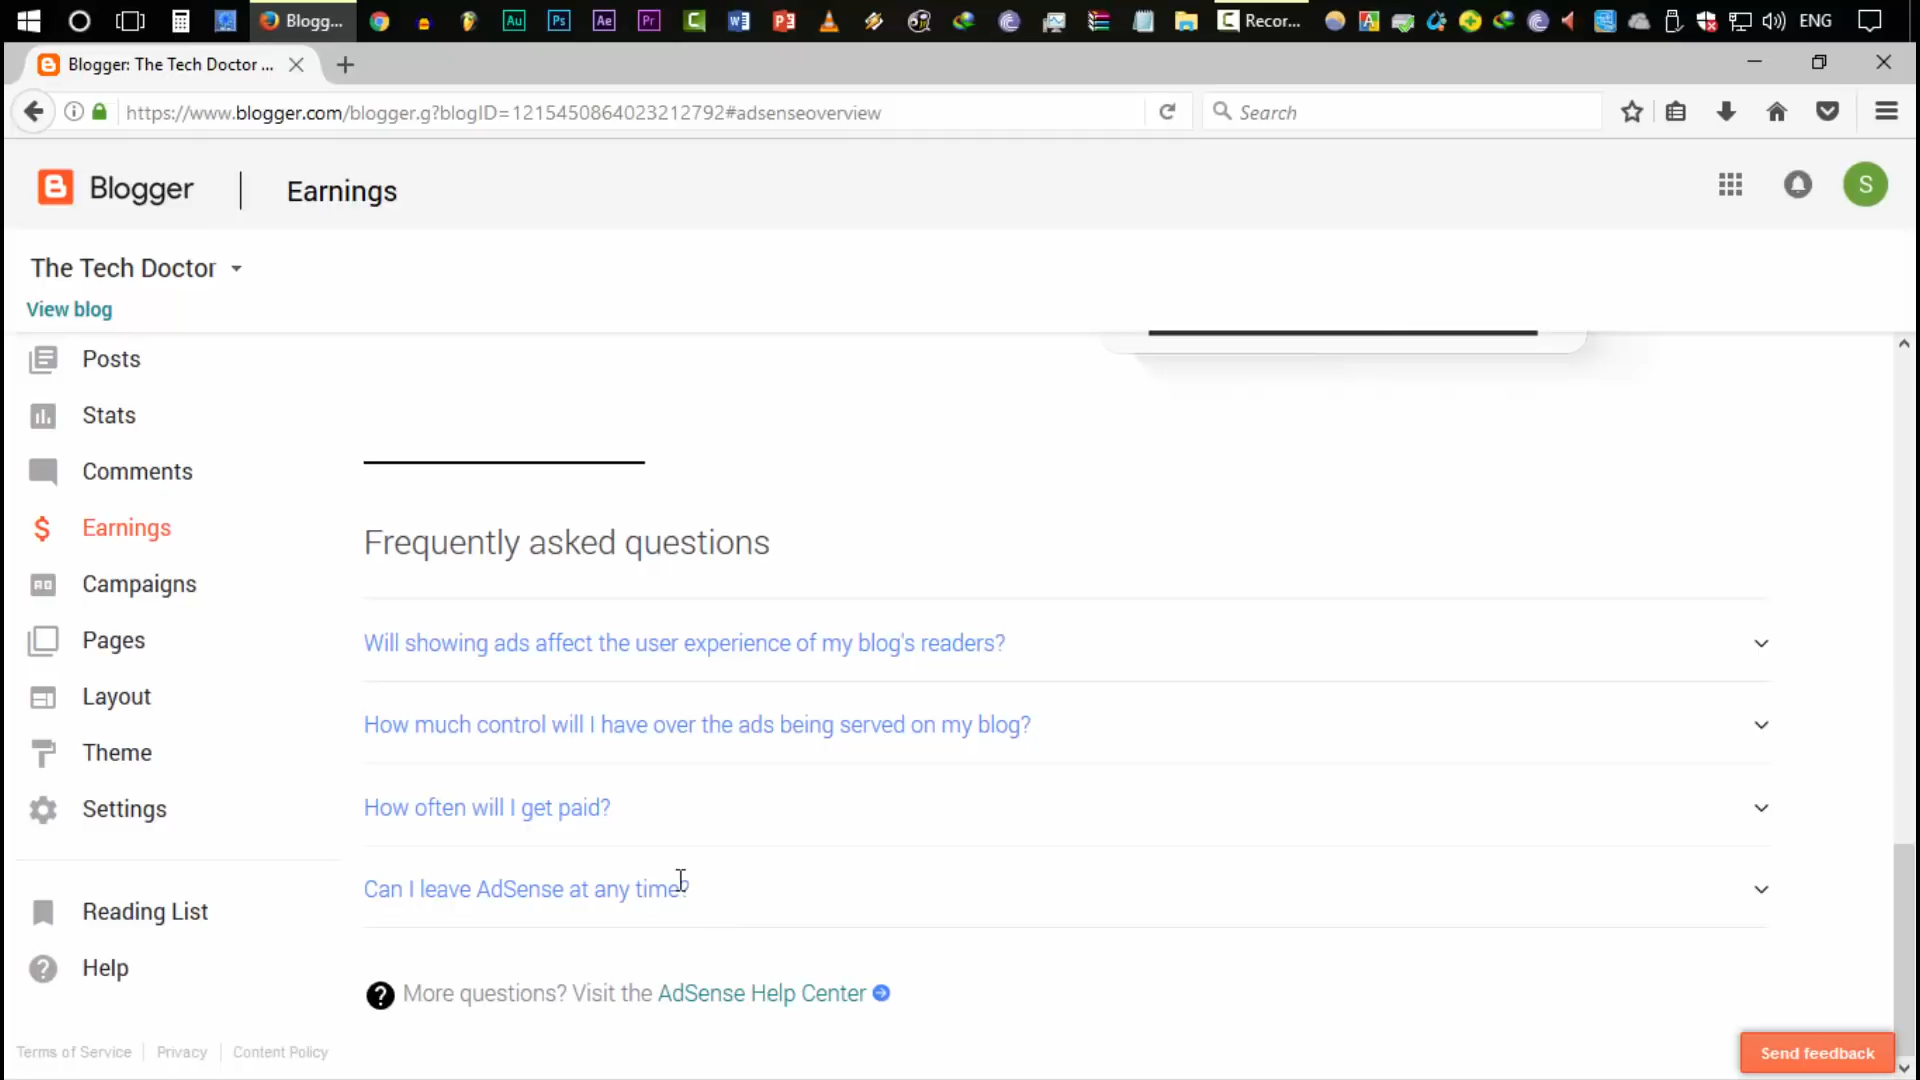 Au
Ps
Ae
Pr
Blogg...
Recor...
ENG
Blogger: The Tech Doctor ...
https://www.blogger.com/blogger.g?blogID=1215450864023212792#adsenseoverview
Search
Blogger
Earnings
S
The Tech Doctor
View blog
Posts
Stats
Comments
Earnings
Campaigns
Pages
Layout
Theme
Settings
Reading List
Help
Terms of Service
Privacy
Content Policy
Frequently asked questions
Will showing ads affect the user experience of my blog's readers?
How much control will I have over the ads being served on my blog?
How often will I get paid?
Can I leave AdSense at any time?
More questions? Visit the AdSense Help Center
Send feedback